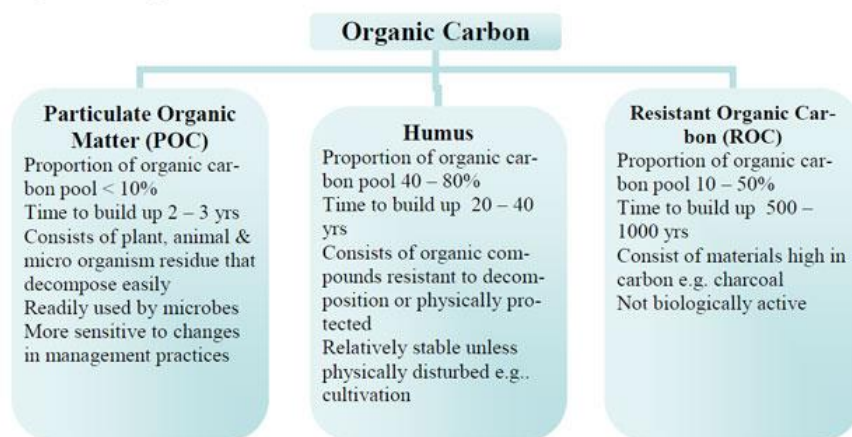 Organic Carbon
Particulate Organic
Matter (POC)
Proportion of organic car-
bon pool < 10%
Time to build up 2 – 3 yrs
Consists of plant, animal &
micro organism residue that
decompose easily
Readily used by microbes
More sensitive to changes
in management practices
Humus
Proportion of organic car-
bon pool 40 – 80%
Time to build up 20 – 40
yrs
Consists of organic com-
pounds resistant to decom-
position or physically pro-
tected
Relatively stable unless
physically disturbed e.g..
cultivation
Resistant Organic Car-
bon (ROC)
Proportion of organic car-
bon pool 10 – 50%
Time to build up 500 –
1000 yrs
Consist of materials high in
carbon e.g. charcoal
Not biologically active